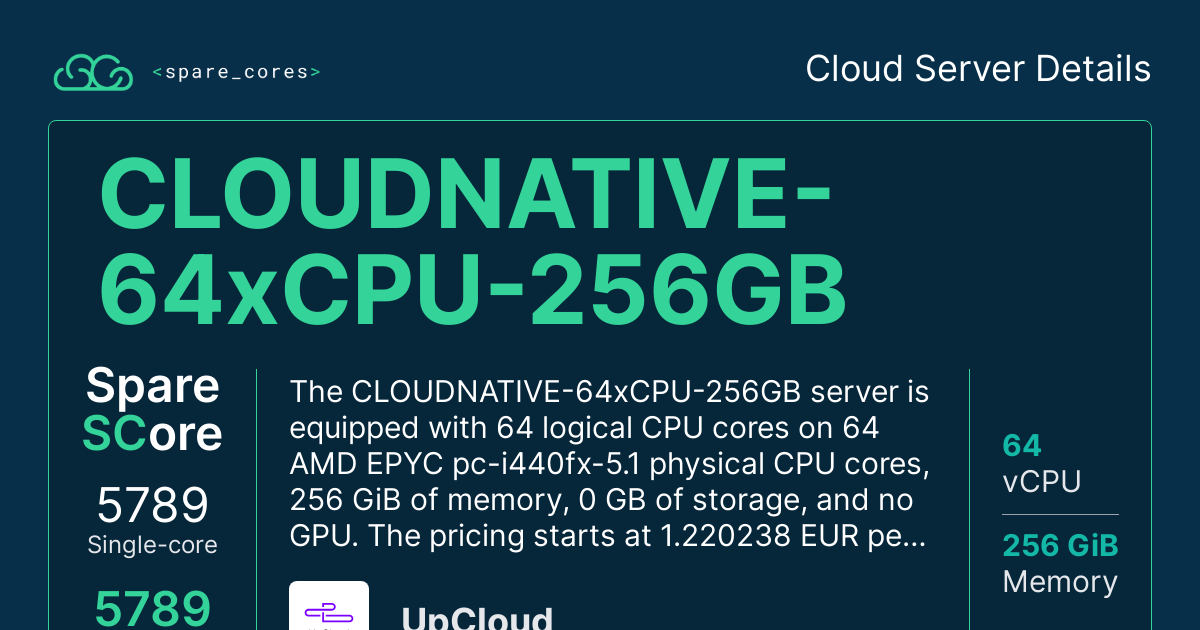 <spare_cores>
Cloud Server Details
CLOUDNATIVE-
64xCPU-256GB
Spare
SCore
5789
Single-core
5789
The CLOUDNATIVE-64xCPU-256GB server is
equipped with 64 logical CPU cores on 64
AMD EPYC pc-i440fx-5.1 physical CPU cores,
256 GiB of memory, 0 GB of storage, and no
GPU. The pricing starts at 1.220238 EUR pe...
UpCloud
64
vCPU
256 GiB
Memory